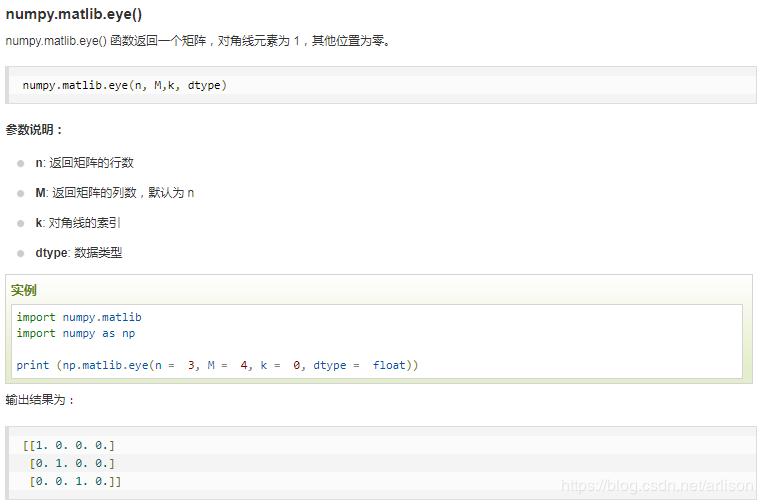 numpy.matlib.eye()
numpy.matlib.eye() 函数返回一个矩阵，对角线元素为 1，其他位置为零。
numpy.matlib.eye(n, M,k, dtype)
参数说明：
n: 返回矩阵的行数
M: 返回矩阵的列数，默认为 n
k: 对角线的索引
dtype: 数据类型
实例
import numpy.matlib
import numpy as np
print (np.matlib.eye(n =  3, M =  4, k =  0, dtype =  float))
输出结果为：
[[1. 0. 0. 0.]
 [0. 1. 0. 0.]
 [0. 0. 1. 0.]]
https://blog.csdn.net/arlison